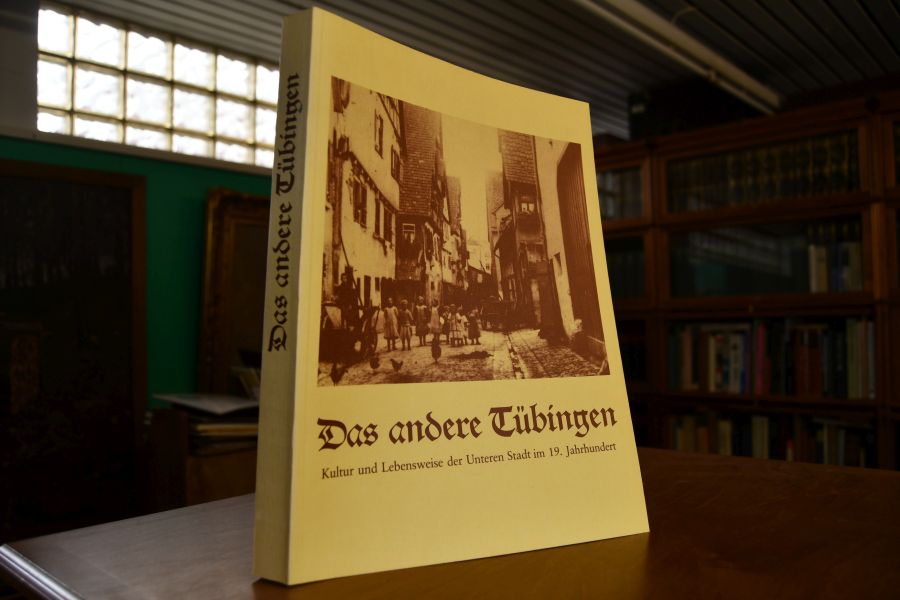 Das andere Tübingen
Das andere Tübingen
Kultur und Lebensweise der Unteren Stadt im 19. Jahrhundert